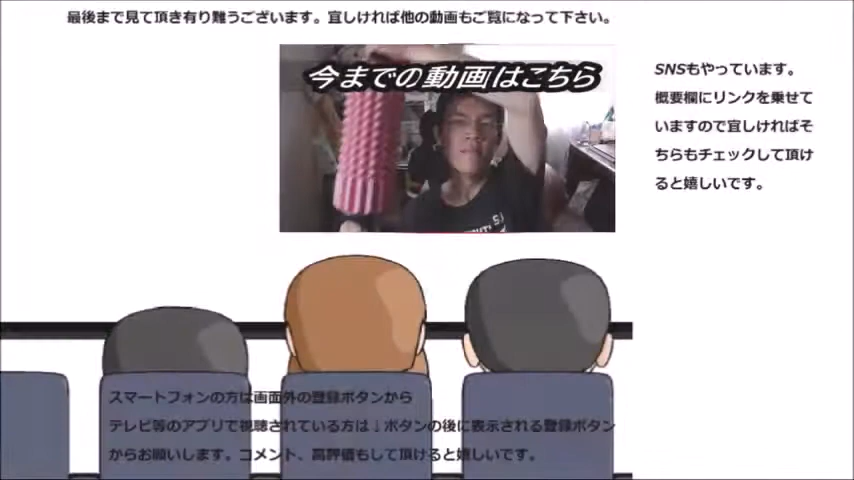 最後まで見て頂き有り難うございます。宜しければ他の動画もご覧になって下さい。
今までの動画はこちら
SNSもやっています。
概要欄にリンクを乗せて
いますので宜しければそ
ちらもチェックして頂け
ると嬉しいです。
スマートフォンの方は画面外の登録ボタンから
テレビ等のアプリで視聴されている方は↓ボタンの後に表示される登録ボタン
からお願いします。コメント、高評価もして頂けると嬉しいです。